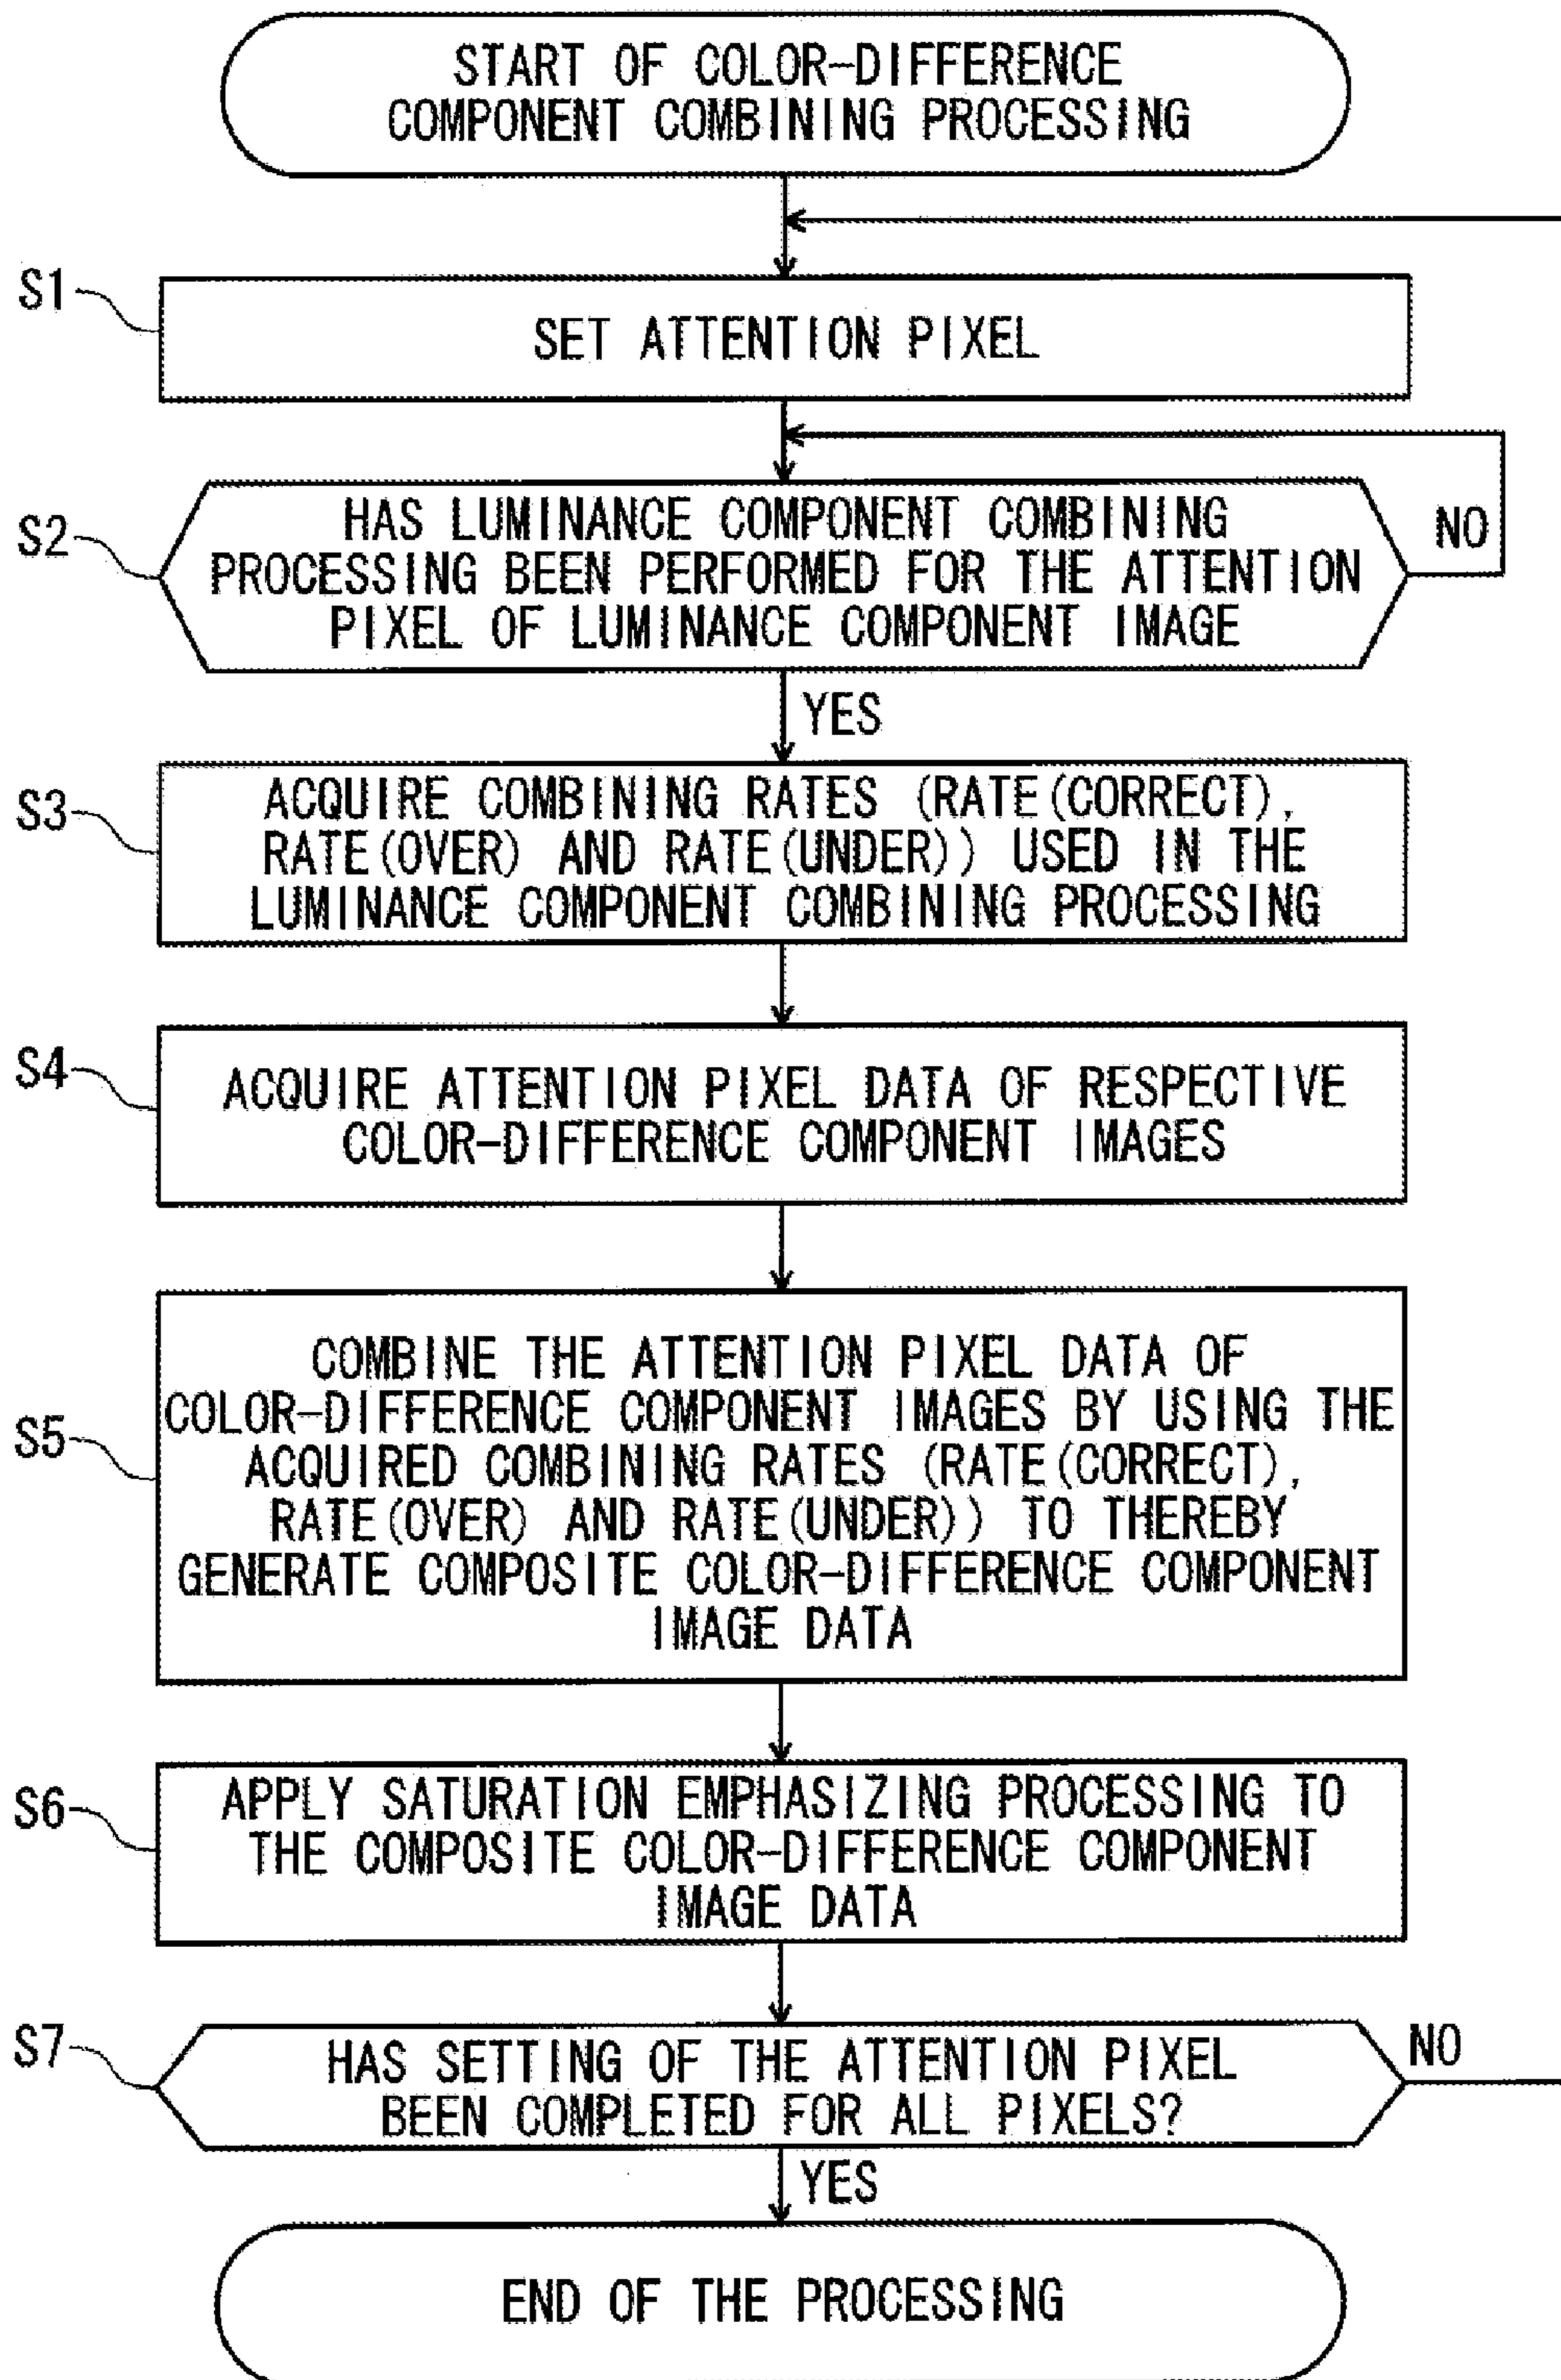 START OF COLOR-DIFFERENCE
COMPONENT COMBINING PROCESSING
S1
SET ATTENTION PIXEL
S2
HAS LUMINANCE COMPONENT COMBINING
PROCESSING BEEN PERFORMED FOR THE ATTENTION
PIXEL OF LUMINANCE COMPONENT IMAGE
NO
YES
S3
ACQUIRE COMBINING RATES (RATE(CORRECT),
RATE(OVER) AND RATE(UNDER)) USED IN THE
LUMINANCE COMPONENT COMBINING PROCESSING
S4
ACQUIRE ATTENTION PIXEL DATA OF RESPECTIVE
COLOR-DIFFERENCE COMPONENT IMAGES
S5
COMBINE THE ATTENTION PIXEL DATA OF
COLOR-DIFFERENCE COMPONENT IMAGES BY USING THE
ACQUIRED COMBINING RATES (RATE(CORRECT),
RATE(OVER) AND RATE(UNDER)) TO THEREBY
GENERATE COMPOSITE COLOR-DIFFERENCE COMPONENT
IMAGE DATA
S6
APPLY SATURATION EMPHASIZING PROCESSING TO
THE COMPOSITE COLOR-DIFFERENCE COMPONENT
IMAGE DATA
S7
HAS SETTING OF THE ATTENTION PIXEL
BEEN COMPLETED FOR ALL PIXELS?
NO
YES
END OF THE PROCESSING